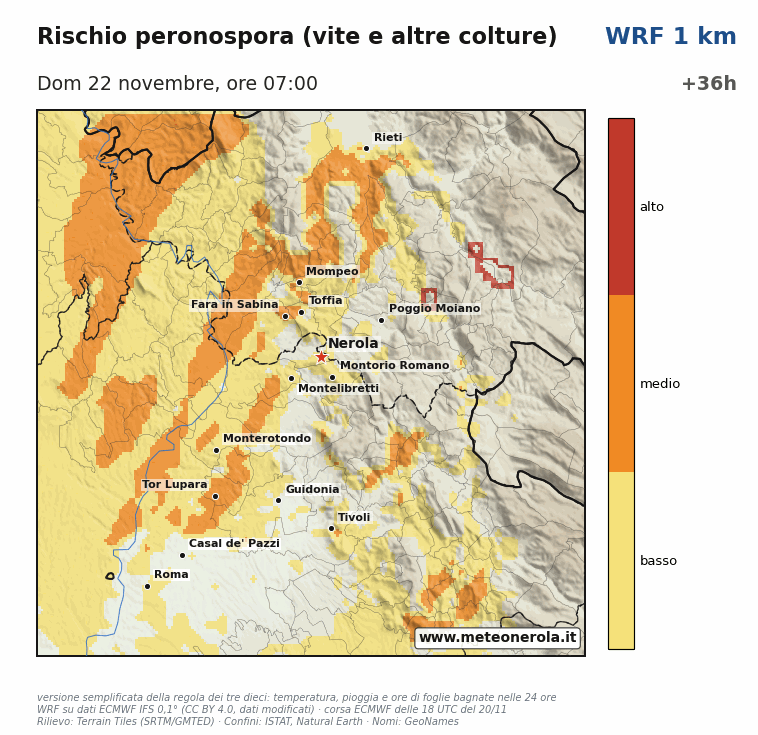 Rischio peronospora (vite e altre colture)
WRF 1 km
Dom 22 novembre, ore 07:00
+36h
Rieti
alto
Mompeo
Fara in Sabina
Toffia
Poggio Moiano
Nerola
Montorio Romano
Montelibretti
medio
Monterotondo
Tor Lupara
Guidonia
Tivoli
Casal de' Pazzi
basso
Roma
www.meteonerola.it
versione semplificata della regola dei tre dieci: temperatura, pioggia e ore di foglie bagnate nelle 24 ore
WRF su dati ECMWF IFS 0,1° (CC BY 4.0, dati modificati) · corsa ECMWF delle 18 UTC del 20/11
Rilievo: Terrain Tiles (SRTM/GMTED) · Confini: ISTAT, Natural Earth · Nomi: GeoNames